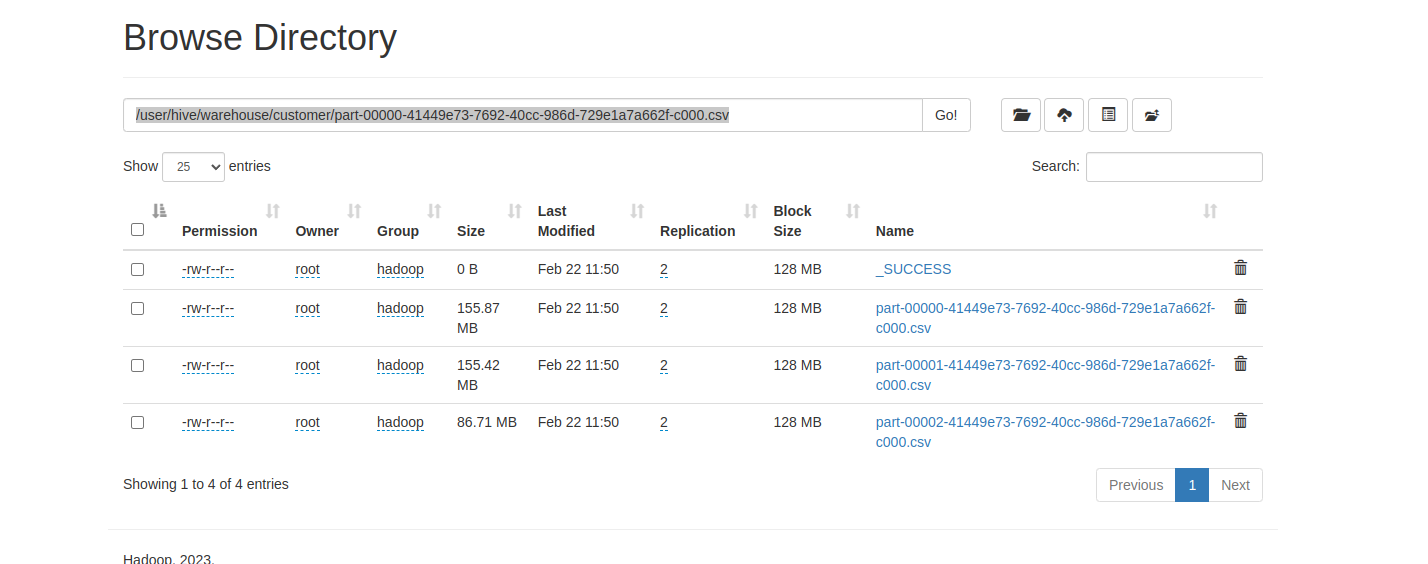 Browse Directory
/user/hive/warehouse/customer/part-00000-41449e73-7692-40cc-986d-729e1a7a662f-c000.csv Go!
Show 25 entries Search:
Permission Owner Group Size Last Modified Replication Block Size Name
-rw-r--r-- root hadoop 0 B Feb 22 11:50 2 128 MB _SUCCESS
-rw-r--r-- root hadoop 155.87 MB Feb 22 11:50 2 128 MB part-00000-41449e73-7692-40cc-986d-729e1a7a662f-c000.csv
-rw-r--r-- root hadoop 155.42 MB Feb 22 11:50 2 128 MB part-00001-41449e73-7692-40cc-986d-729e1a7a662f-c000.csv
-rw-r--r-- root hadoop 86.71 MB Feb 22 11:50 2 128 MB part-00002-41449e73-7692-40cc-986d-729e1a7a662f-c000.csv
Showing 1 to 4 of 4 entries Previous 1 Next
Hadoop, 2023.